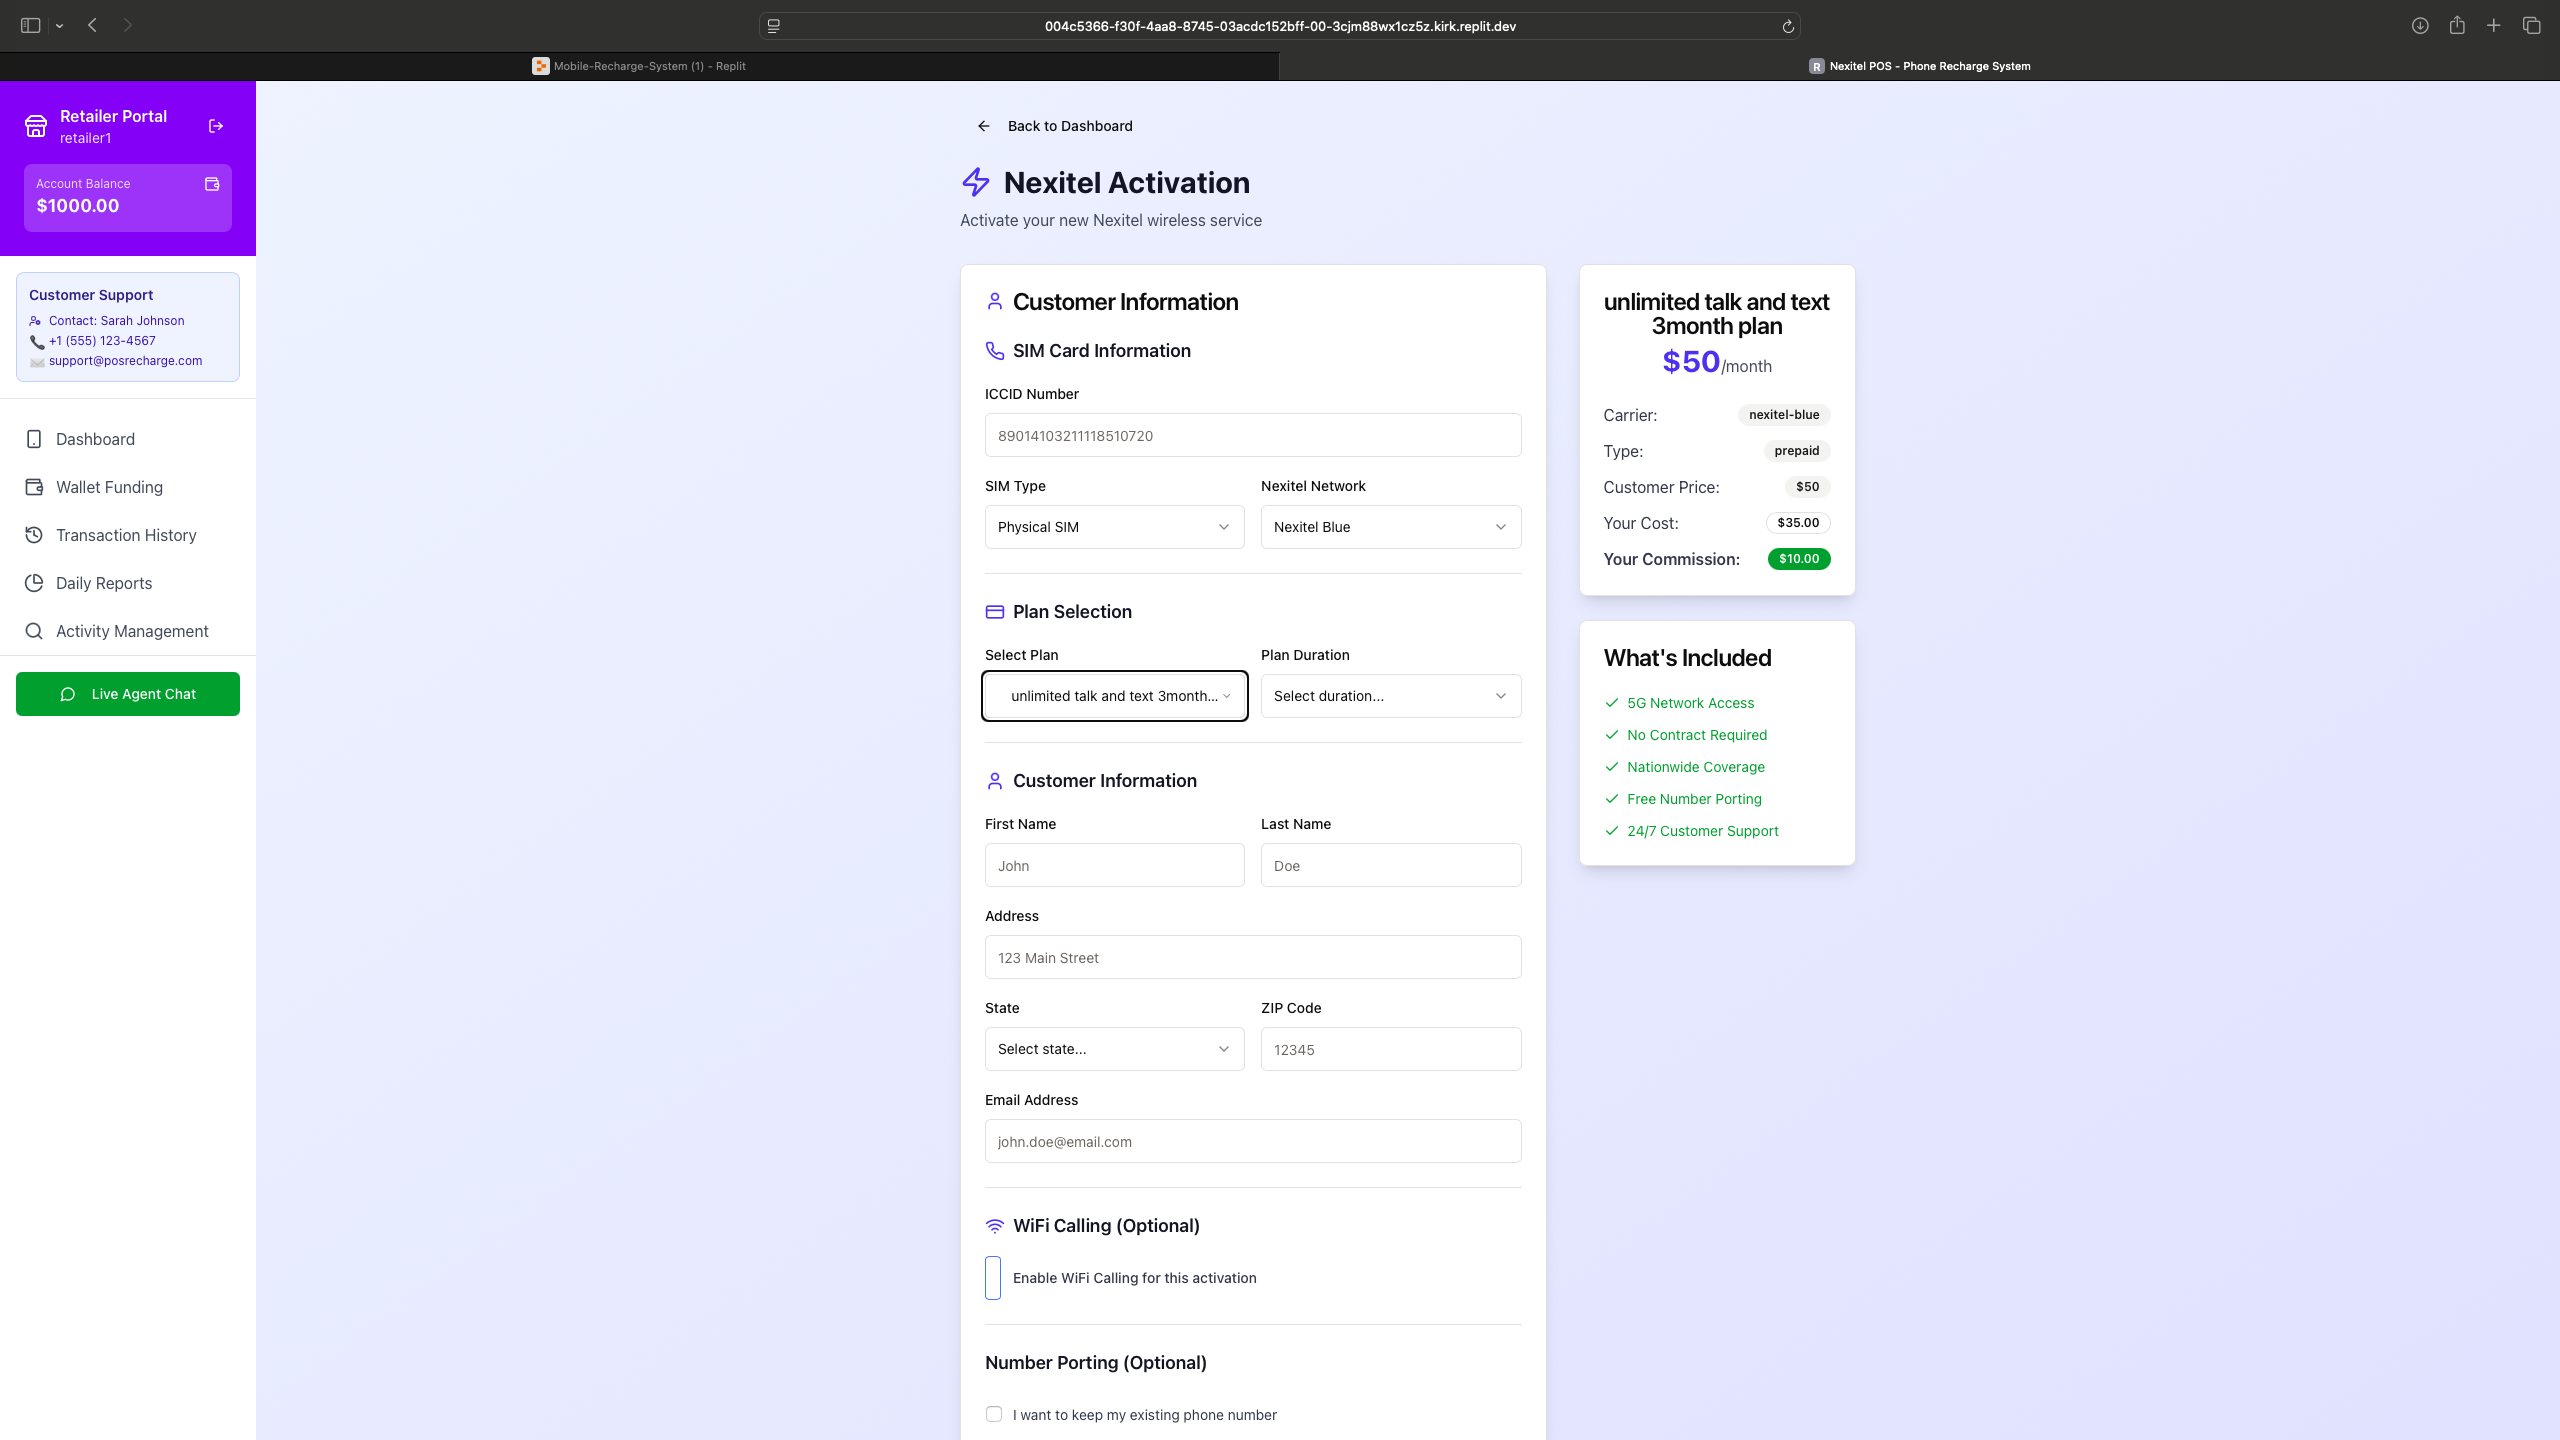 004c5366-f30f-4aa8-8745-03acdc152bff-00-3cjm88wx1cz5z.kirk.replit.dev
Mobile-Recharge-System (1) - Replit
R Nexitel POS - Phone Recharge System
Retailer Portal
retailer1
Account Balance
$1000.00
Customer Support
Contact: Sarah Johnson
+1 (555) 123-4567
support@posrecharge.com
Dashboard
Wallet Funding
Transaction History
Daily Reports
Activity Management
Live Agent Chat
Back to Dashboard
Nexitel Activation
Activate your new Nexitel wireless service
Customer Information
SIM Card Information
ICCID Number
89014103211118510720
SIM Type
Nexitel Network
Physical SIM
Nexitel Blue
Plan Selection
Select Plan
Plan Duration
unlimited talk and text 3month...
Select duration...
Customer Information
First Name
Last Name
John
Doe
Address
123 Main Street
State
ZIP Code
Select state...
12345
Email Address
john.doe@email.com
WiFi Calling (Optional)
Enable WiFi Calling for this activation
Number Porting (Optional)
I want to keep my existing phone number
unlimited talk and text
3month plan
$50/month
Carrier: nexitel-blue
Type: prepaid
Customer Price: $50
Your Cost: $35.00
Your Commission: $10.00
What's Included
5G Network Access
No Contract Required
Nationwide Coverage
Free Number Porting
24/7 Customer Support